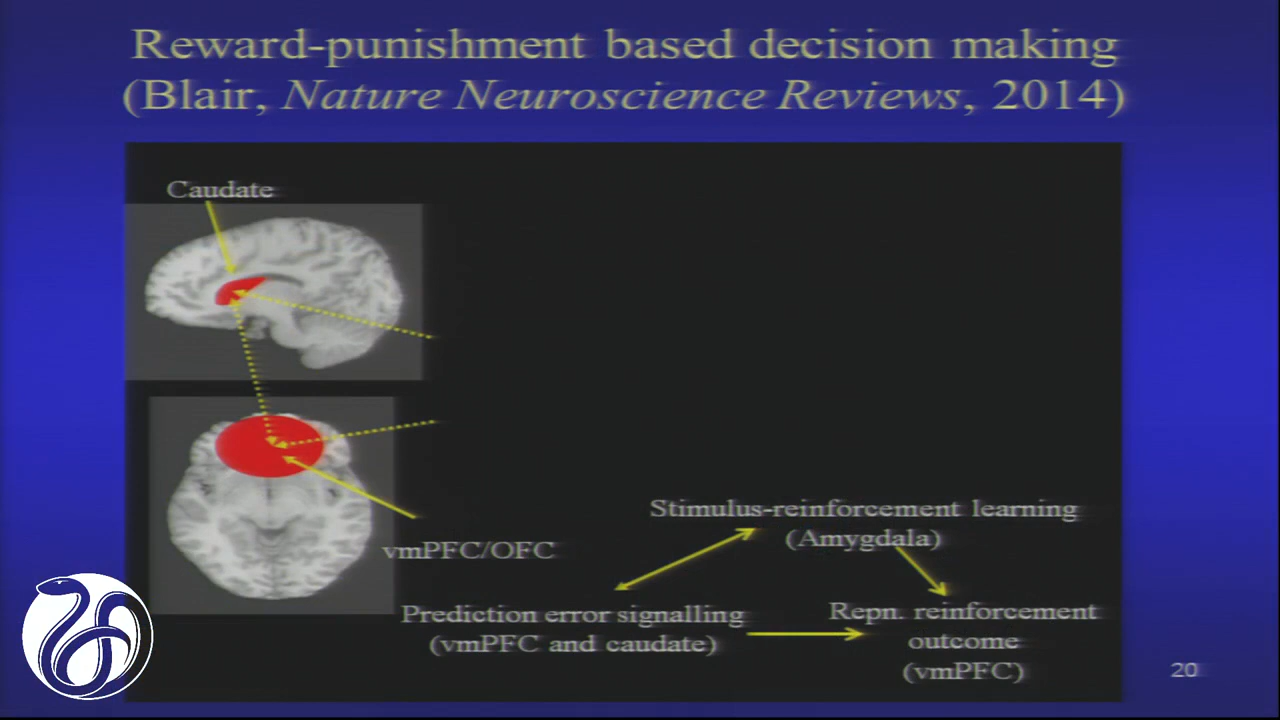 Reward-punishment based decision making
(Blair, Nature Neuroscience Reviews, 2014)
Caudate
vmPFC/OFC
Stimulus-reinforcement learning
(Amygdala)
Prediction error signalling
(vmPFC and caudate)
Repn. reinforcement
outcome
(vmPFC)
20